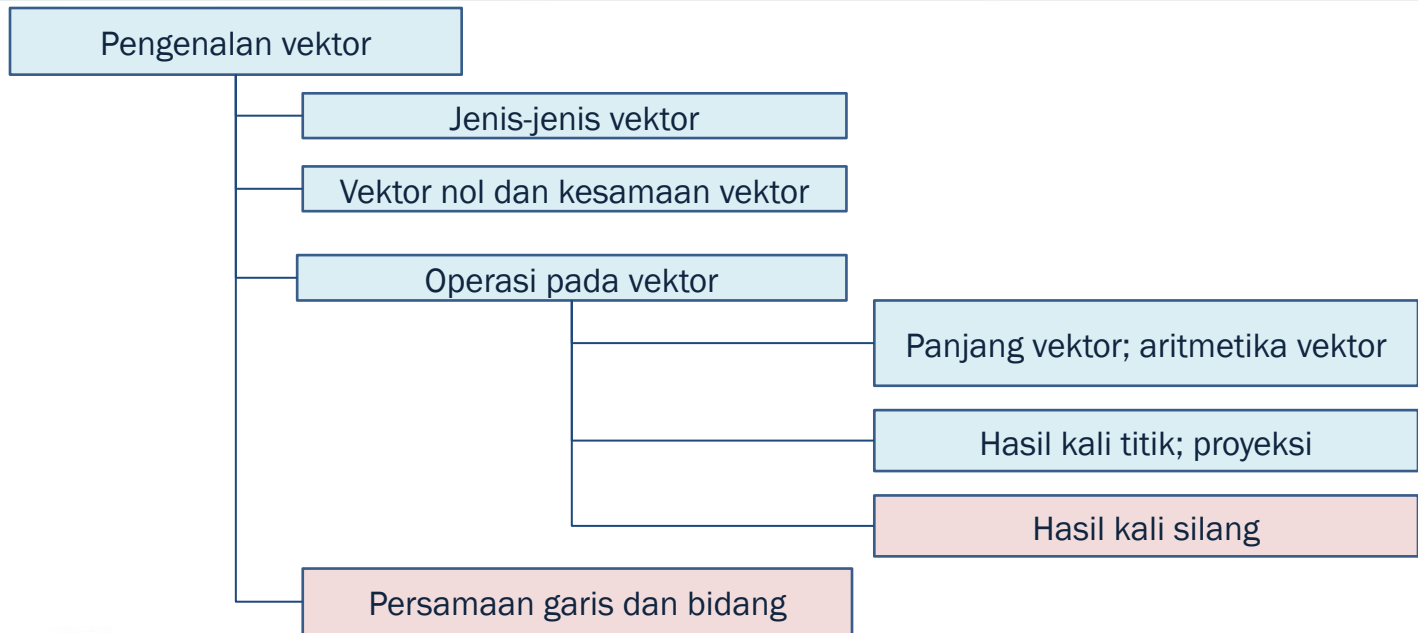 Pengenalan vektor
Jenis-jenis vektor
Vektor nol dan kesamaan vektor
Operasi pada vektor
Panjang vektor; aritmetika vektor
Hasil kali titik; proyeksi
Hasil kali silang
Persamaan garis dan bidang